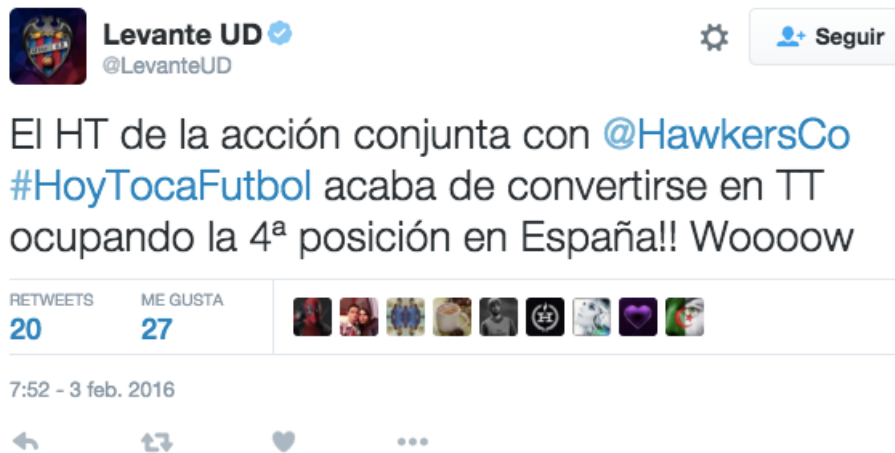 Levante UD
@LevanteUD
Seguir
El HT de la acción conjunta con @HawkersCo
#HoyTocaFutbol acaba de convertirse en TT
ocupando la 4ª posición en España!! Woooow
RETWEETS ME GUSTA
20 27
7:52 - 3 feb. 2016